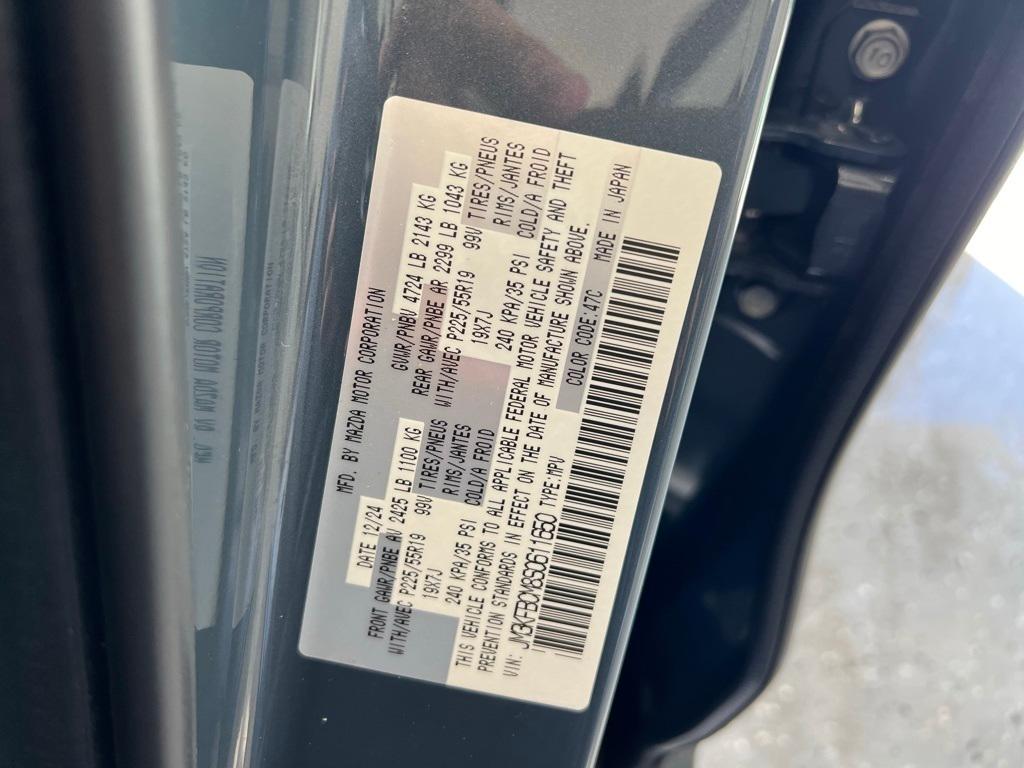 MFD. BY MAZDA MOTOR CORPORATION
DATE 12/24 GVWR/PNBV 4724 LB 2143 KG
FRONT GAWR/PNBE AV 2425 LB 1100 KG REAR GAWR/PNBE AR 2299 LB 1043 KG
WITH/AVEC P225/55R19 99V TIRES/PNEUS WITH/AVEC P225/55R19 99V TIRES/PNEUS
19X7J RIMS/JANTES 19X7J RIMS/JANTES
240 KPA/35 PSI COLD/A FROID 240 KPA/35 PSI COLD/A FROID
THIS VEHICLE CONFORMS TO ALL APPLICABLE FEDERAL MOTOR VEHICLE SAFETY AND THEFT
PREVENTION STANDARDS IN EFFECT ON THE DATE OF MANUFACTURE SHOWN ABOVE.
VIN: TYPE:MPV COLOR CODE:47C MADE IN JAPAN
10